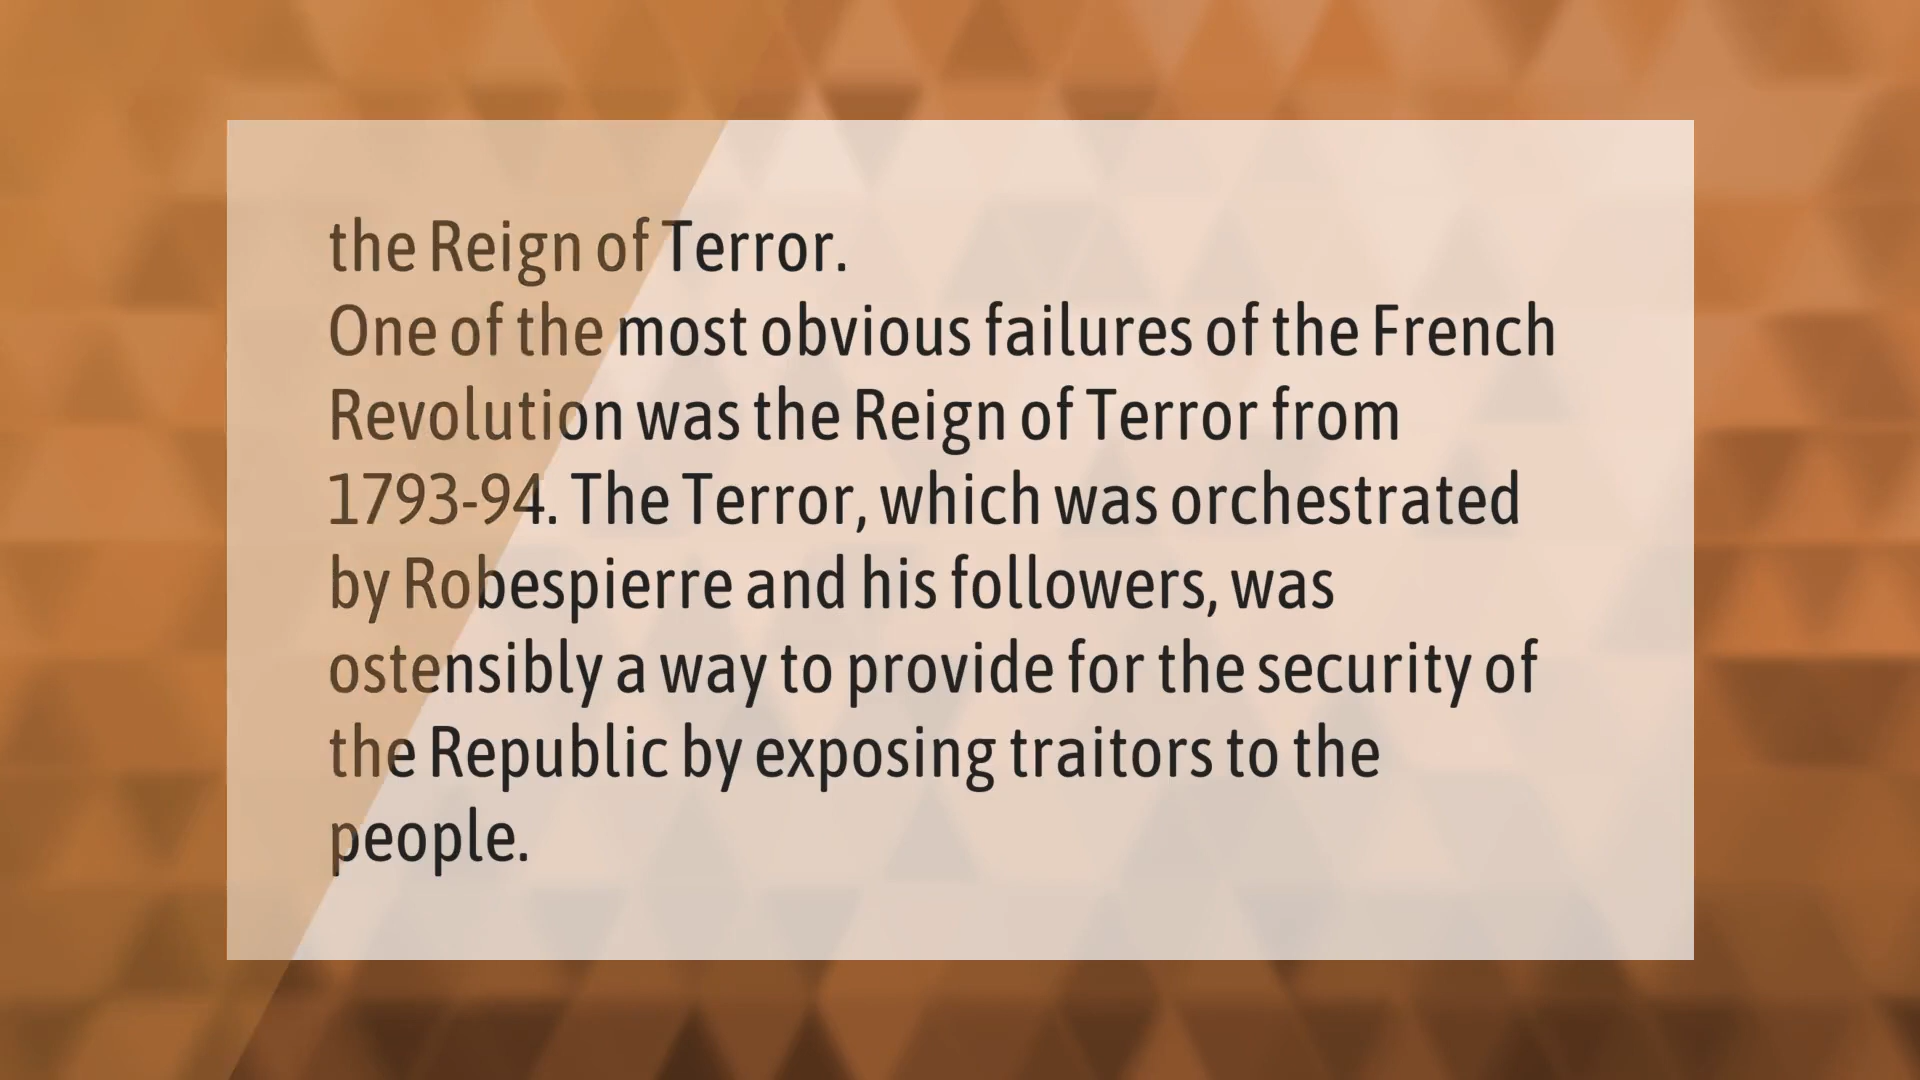 the Reign of Terror.
One of the most obvious failures of the French
Revolution was the Reign of Terror from
1793-94. The Terror, which was orchestrated
by Robespierre and his followers, was
ostensibly a way to provide for the security of
the Republic by exposing traitors to the
people.